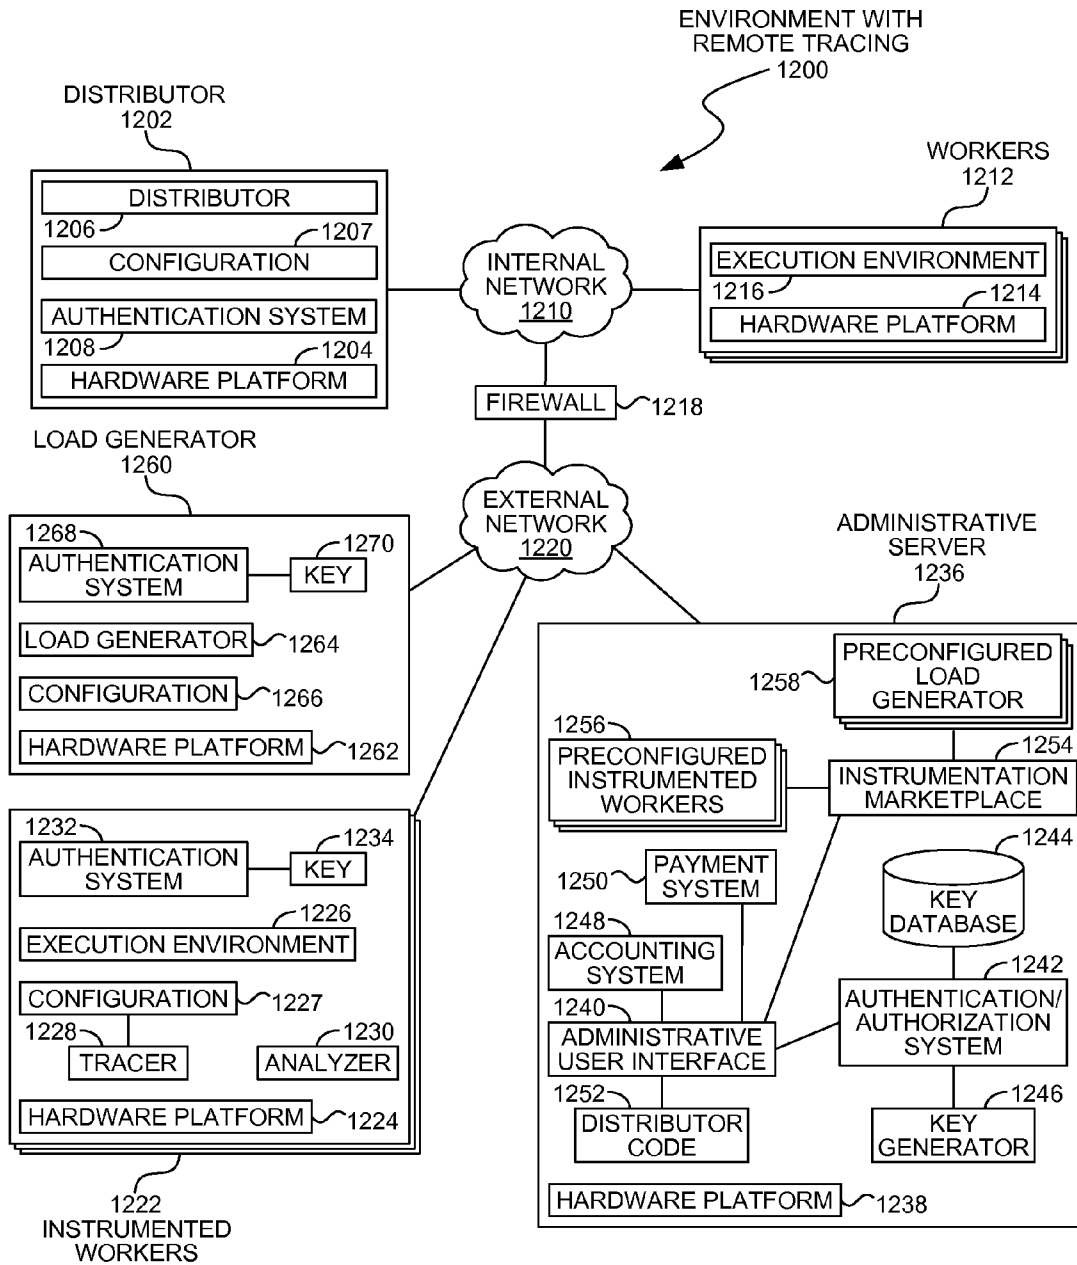 ENVIRONMENT WITH
REMOTE TRACING
1200
DISTRIBUTOR
1202
DISTRIBUTOR
1206
1207
CONFIGURATION
AUTHENTICATION SYSTEM
1208
1204
HARDWARE PLATFORM
INTERNAL
NETWORK
1210
WORKERS
1212
EXECUTION ENVIRONMENT
1216
1214
HARDWARE PLATFORM
FIREWALL
1218
LOAD GENERATOR
1260
1268
AUTHENTICATION
SYSTEM
1270
KEY
LOAD GENERATOR
1264
CONFIGURATION
1266
HARDWARE PLATFORM
1262
EXTERNAL
NETWORK
1220
ADMINISTRATIVE
SERVER
1236
PRECONFIGURED
LOAD
GENERATOR
1258
1256
PRECONFIGURED
INSTRUMENTED
WORKERS
1254
INSTRUMENTATION
MARKETPLACE
1250
PAYMENT
SYSTEM
1244
KEY
DATABASE
1248
ACCOUNTING
SYSTEM
1242
AUTHENTICATION/
AUTHORIZATION
SYSTEM
1240
ADMINISTRATIVE
USER INTERFACE
1252
DISTRIBUTOR
CODE
1246
KEY
GENERATOR
HARDWARE PLATFORM
1238
1232
AUTHENTICATION
SYSTEM
1234
KEY
1226
EXECUTION ENVIRONMENT
CONFIGURATION
1227
1228
TRACER
1230
ANALYZER
HARDWARE PLATFORM
1224
1222
INSTRUMENTED
WORKERS